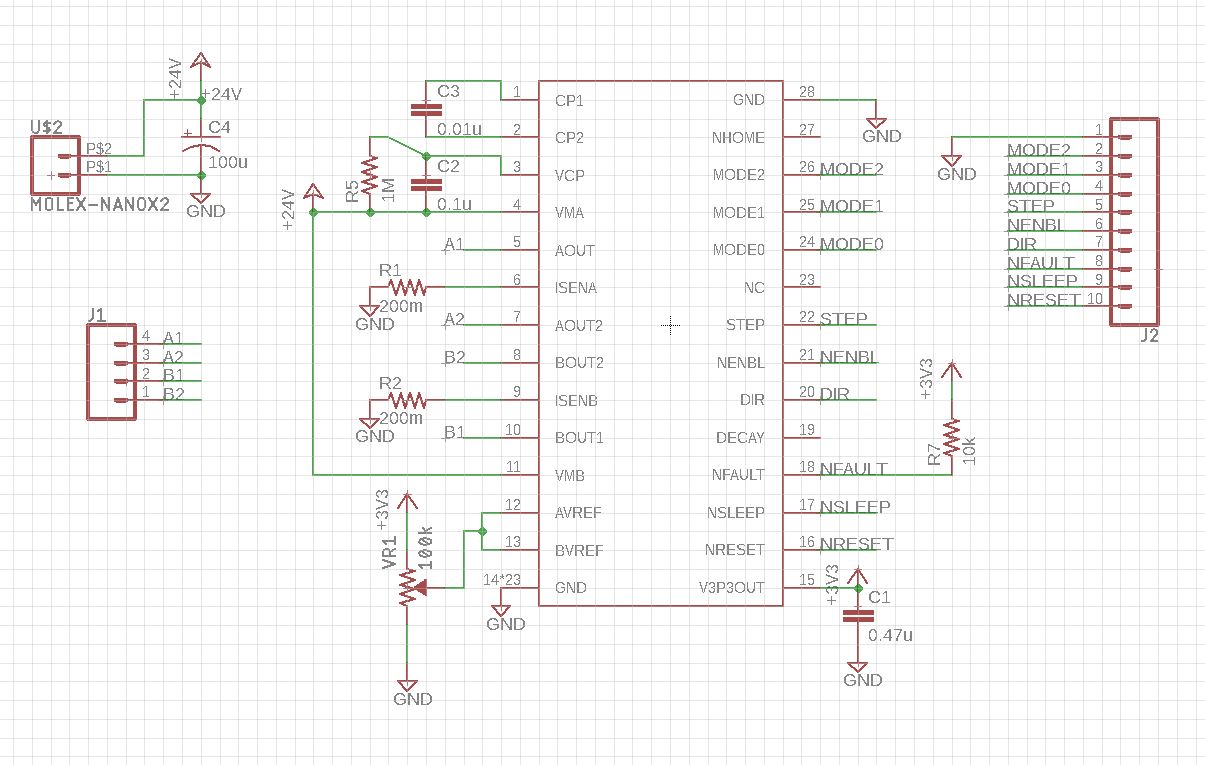 +24V
+24V
U$2
P$2
P$1
MOLEX-NANOX2
+
C4
100u
GND
J1
4 A1
3 A2
2 B1
1 B2
C3
0.01u
C2
0.1u
R5
1M
+24V
A1
R1
200m
GND
A2
B2
R2
200m
GND
B1
+3V3
VR1
100k
GND
GND
1 CP1
2 CP2
3 VCP
4 VMA
5 AOUT
6 ISENA
7 AOUT2
8 BOUT2
9 ISENB
10 BOUT1
11 VMB
12 AVREF
13 BVREF
14*23 GND
GND 28
NHOME 27
MODE2 26 MODE2
MODE1 25 MODE1
MODE0 24 MODE0
NC 23
STEP 22 STEP
NENBL 21 NENBL
DIR 20 DIR
DECAY 19
NFAULT 18 NFAULT
NSLEEP 17 NSLEEP
NRESET 16 NRESET
V3P3OUT 15
GND
+3V3
C1
0.47u
GND
+3V3
R7
10k
GND
1
MODE2 2
MODE1 3
MODE0 4
STEP 5
NENBL 6
DIR 7
NFAULT 8
NSLEEP 9
NRESET 10
J2